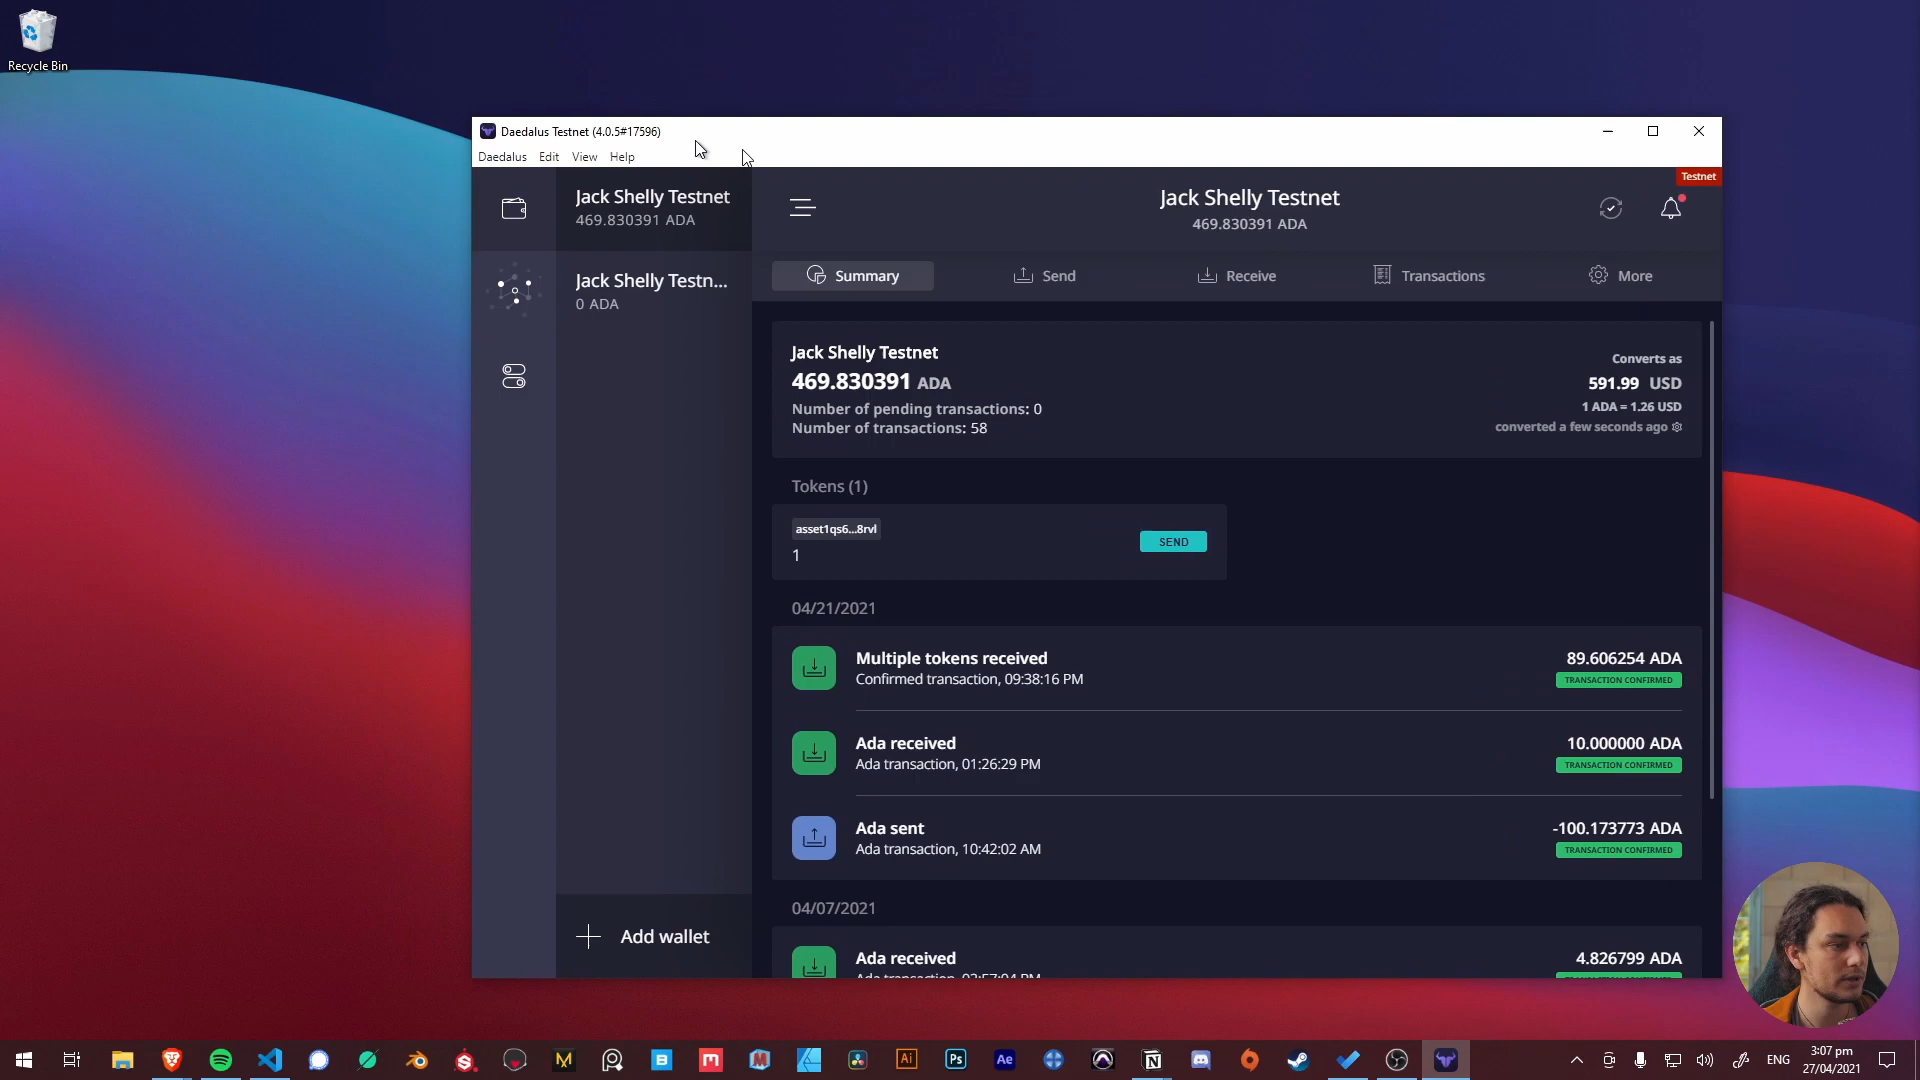 Recycle Bin
Daedalus Testnet (4.0.5#17596)
Daedalus Edit View Help
Testnet
Jack Shelly Testnet
469.830391 ADA
Jack Shelly Testn...
0 ADA
Add wallet
Jack Shelly Testnet
469.830391 ADA
Summary Send Receive Transactions More
Jack Shelly Testnet
469.830391 ADA
Number of pending transactions: 0
Number of transactions: 58
Converts as
591.99 USD
1 ADA = 1.26 USD
converted a few seconds ago
Tokens (1)
asset1qs6...8rvl
1
SEND
04/21/2021
Multiple tokens received 89.606254 ADA
Confirmed transaction, 09:38:16 PM TRANSACTION CONFIRMED
Ada received 10.000000 ADA
Ada transaction, 01:26:29 PM TRANSACTION CONFIRMED
Ada sent -100.173773 ADA
Ada transaction, 10:42:02 AM TRANSACTION CONFIRMED
04/07/2021
Ada received 4.826799 ADA
Ai Ps Ae
ENG
3:07 pm
27/04/2021